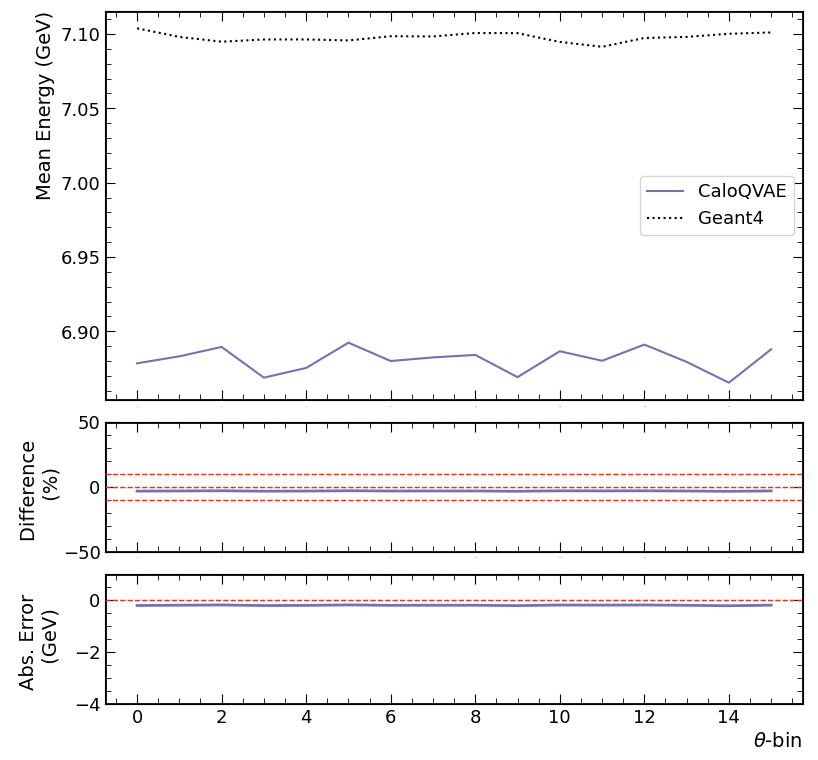 Mean Energy (GeV)
7.10
7.05
7.00
6.95
6.90
CaloQVAE
Geant4
Difference
(%)
50
0
−50
Abs. Error
(GeV)
0
−2
−4
0 2 4 6 8 10 12 14
θ-bin